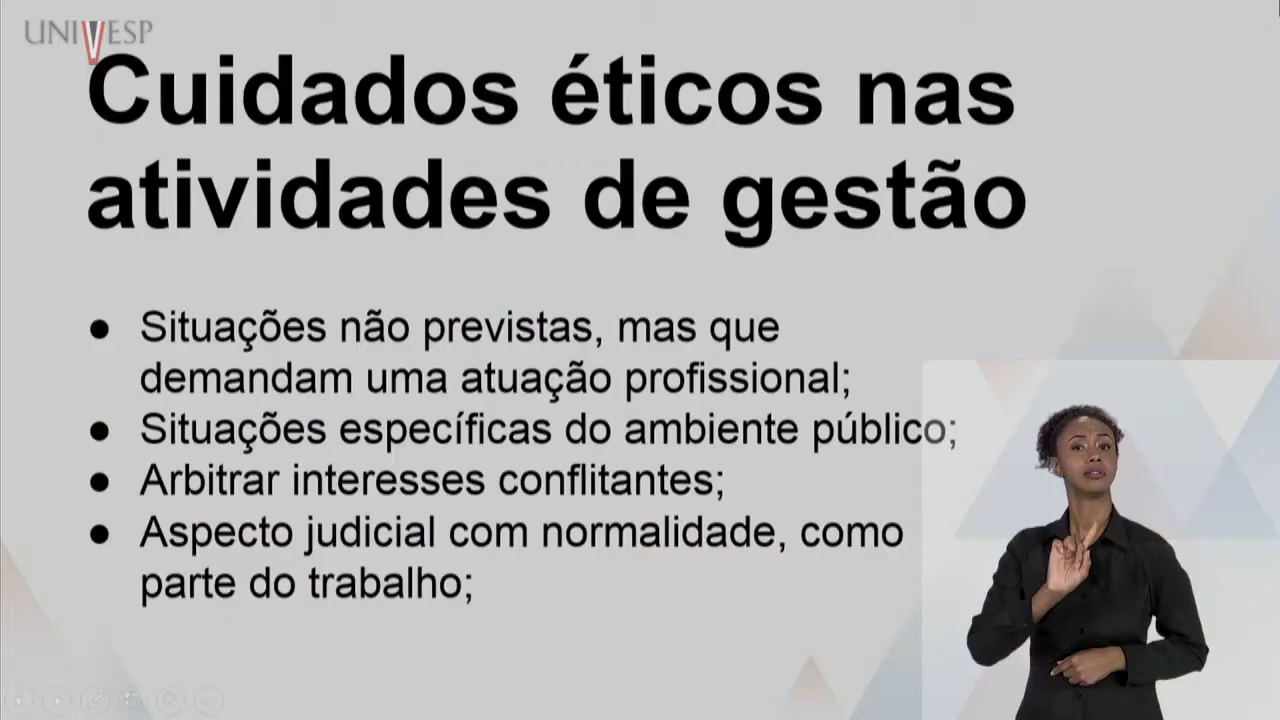 UNIVESP
Cuidados éticos nas
atividades de gestão
● Situações não previstas, mas que
demandam uma atuação profissional;
● Situações específicas do ambiente público;
● Arbitrar interesses conflitantes;
● Aspecto judicial com normalidade, como
parte do trabalho;